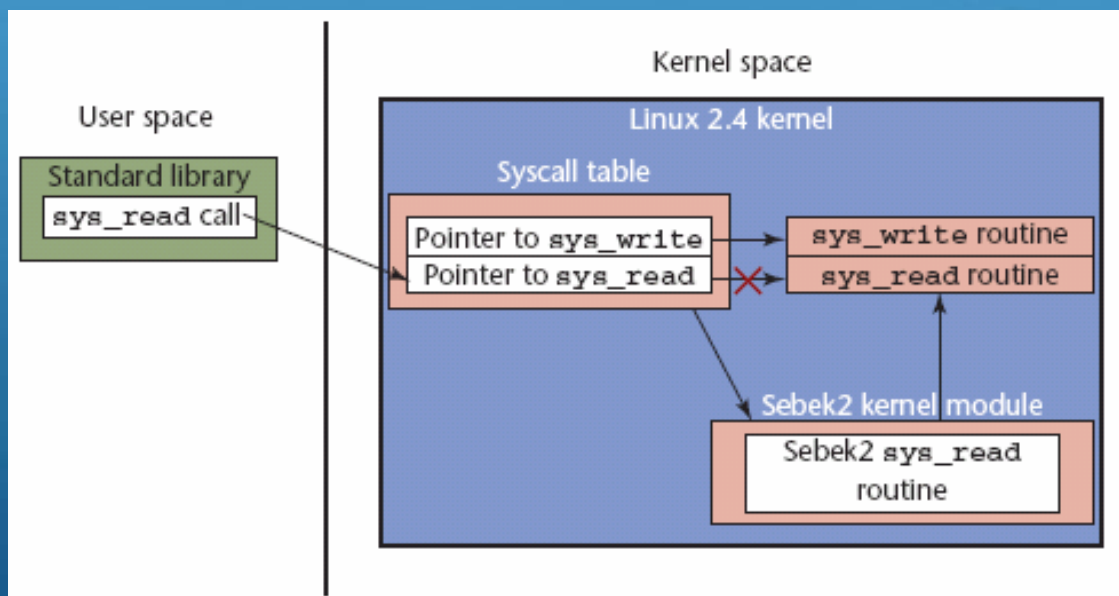 Kernel space
User space
Linux 2.4 kernel
Standard library
sys_read call
Syscall table
Pointer to sys_write
Pointer to sys_read
sys_write routine
sys_read routine
Sebek2 kernel module
Sebek2 sys_read
routine